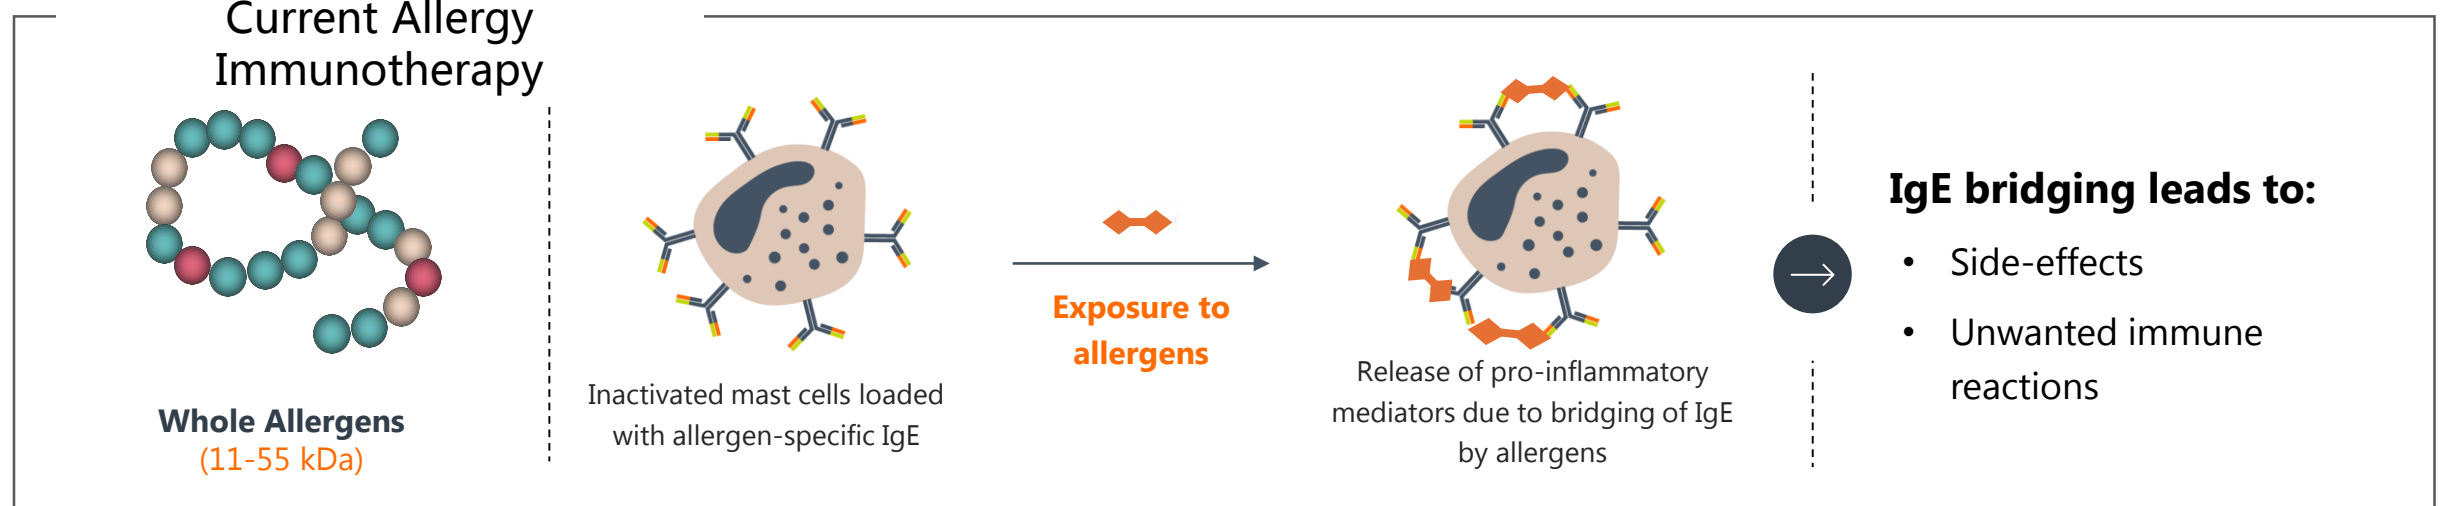 Current Allergy
Immunotherapy
Whole Allergens
(11-55 kDa)
Inactivated mast cells loaded
with allergen-specific IgE
Exposure to
allergens
Release of pro-inflammatory
mediators due to bridging of IgE
by allergens
IgE bridging leads to:
• Side-effects
• Unwanted immune
reactions